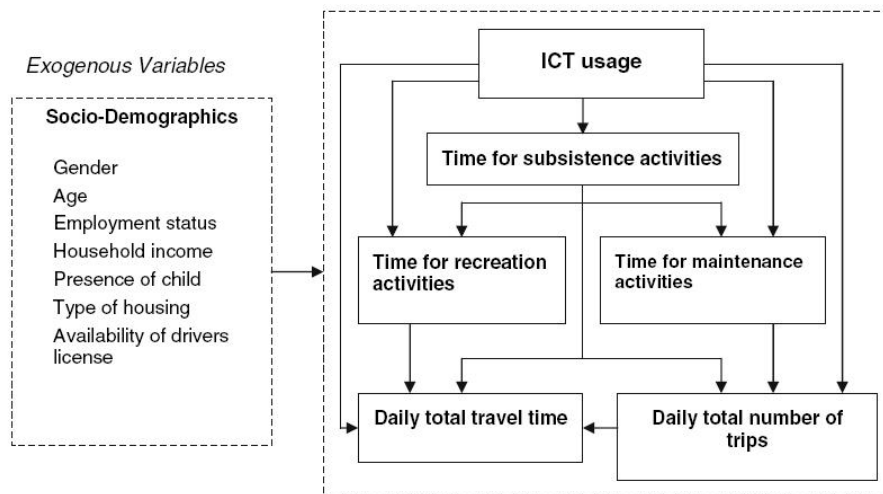 Exogenous Variables
Socio-Demographics
Gender
Age
Employment status
Household income
Presence of child
Type of housing
Availability of drivers
license
ICT usage
Time for subsistence activities
Time for recreation
activities
Time for maintenance
activities
Daily total travel time
Daily total number of
trips